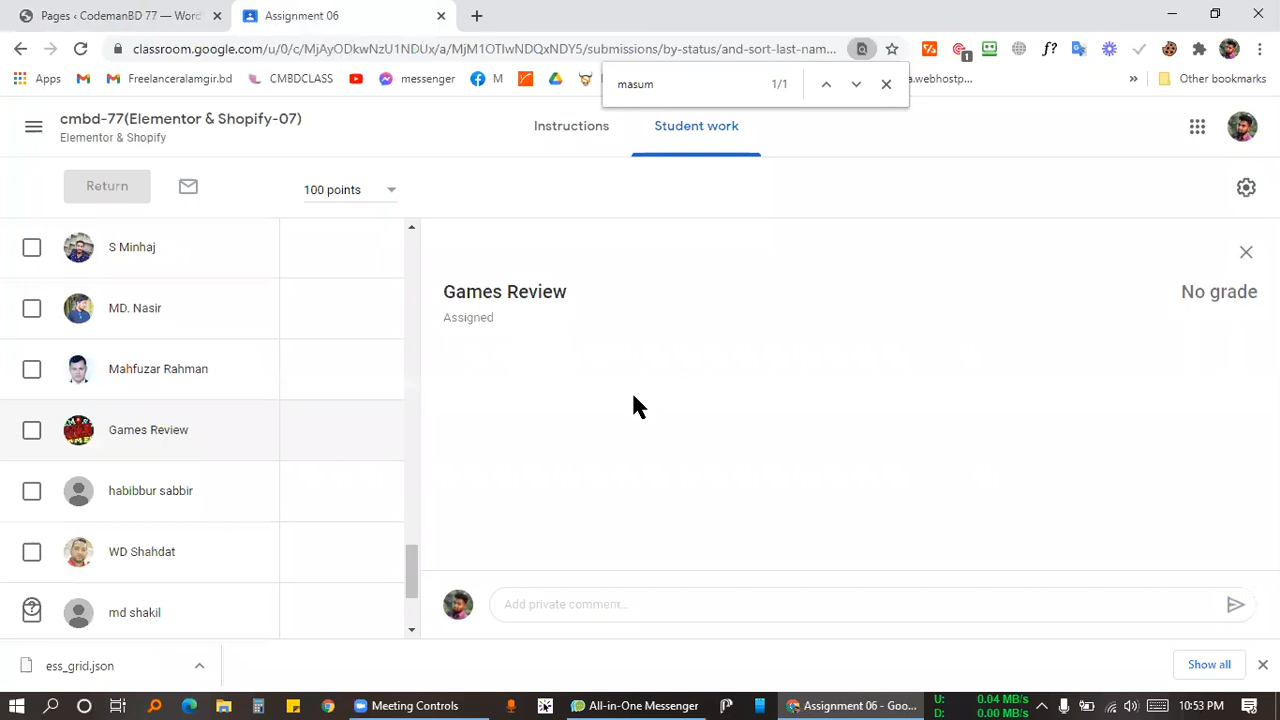 Pages ‹ CodemanBD 77 — Word
Assignment 06
classroom.google.com/u/0/c/MjAyODkwNzU1NDUx/a/MjM1OTIwNDQxNDY5/submissions/by-status/and-sort-last-nam...
1
Apps
Freelanceralamgir.bd
CMBDCLASS
messenger
M
a.webhostp...
Other bookmarks
masum
1/1
cmbd-77(Elementor & Shopify-07)
Elementor & Shopify
Instructions
Student work
Return
100 points
S Minhaj
MD. Nasir
Mahfuzar Rahman
Games Review
habibbur sabbir
WD Shahdat
md shakil
Games Review
No grade
Assigned
Add private comment...
ess_grid.json
Show all
Meeting Controls
All-in-One Messenger
Assignment 06 - Goo...
U: 0.04 MB/s
D: 0.00 MB/s
10:53 PM